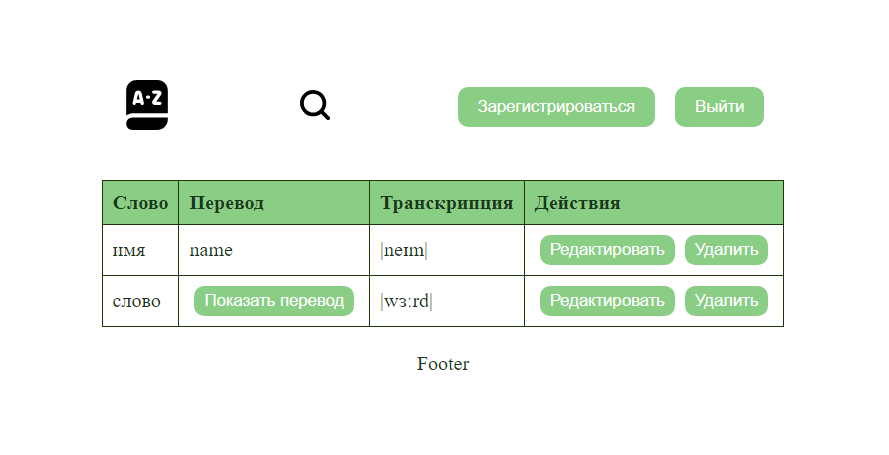 A·Z
Зарегистрироваться Выйти
Слово Перевод Транскрипция Действия
имя name |neɪm| Редактировать Удалить
слово Показать перевод |wɜːrd| Редактировать Удалить
Footer